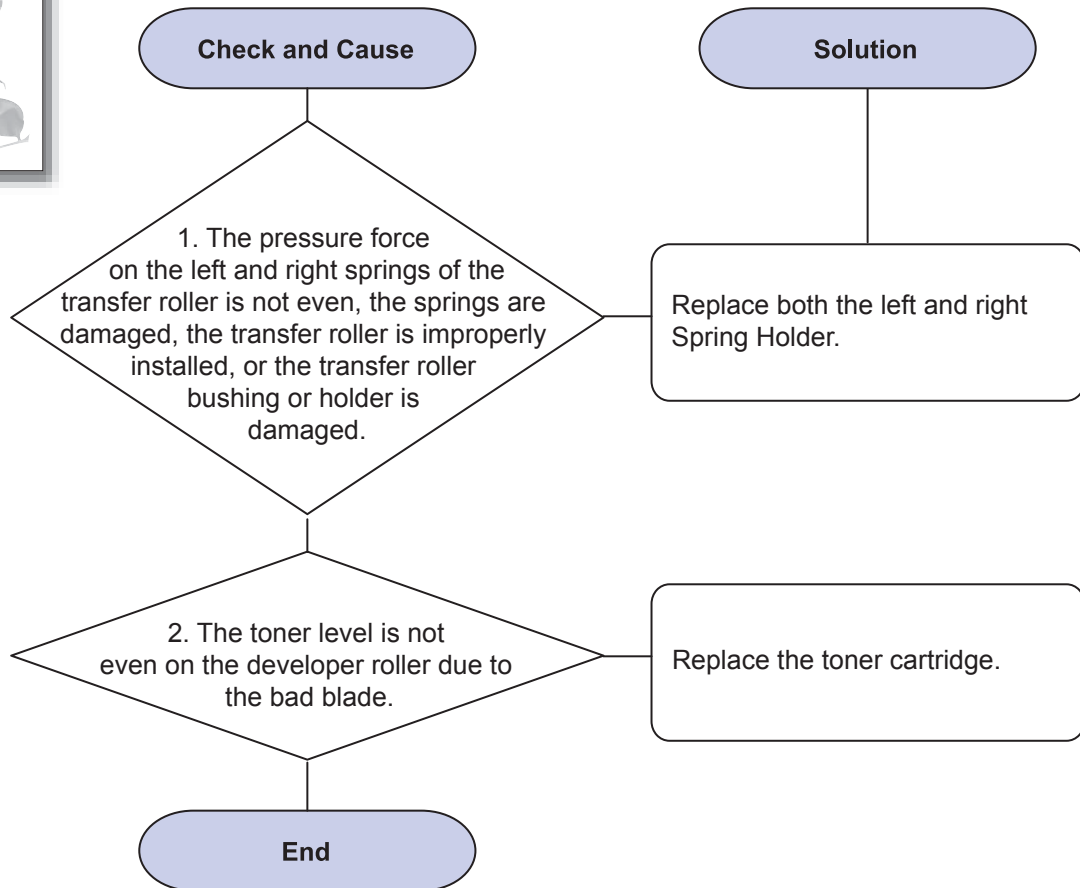 Check and Cause
Solution
1. The pressure force
on the left and right springs of the
transfer roller is not even, the springs are
damaged, the transfer roller is improperly
installed, or the transfer roller
bushing or holder is
damaged.
Replace both the left and right
Spring Holder.
2. The toner level is not
even on the developer roller due to
the bad blade.
Replace the toner cartridge.
End